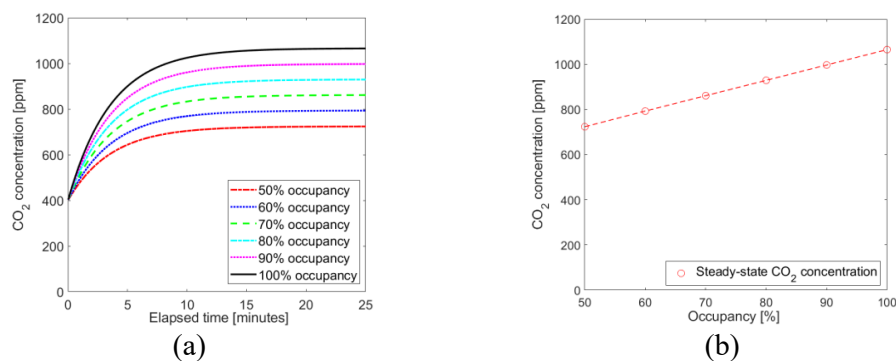 1200
1000
800
600
400
200
0
CO2 concentration [ppm]
50% occupancy
60% occupancy
70% occupancy
80% occupancy
90% occupancy
100% occupancy
0 5 10 15 20 25
Elapsed time [minutes]
(a)
1200
1000
800
600
400
200
0
CO2 concentration [ppm]
Steady-state CO2 concentration
50 60 70 80 90 100
Occupancy [%]
(b)